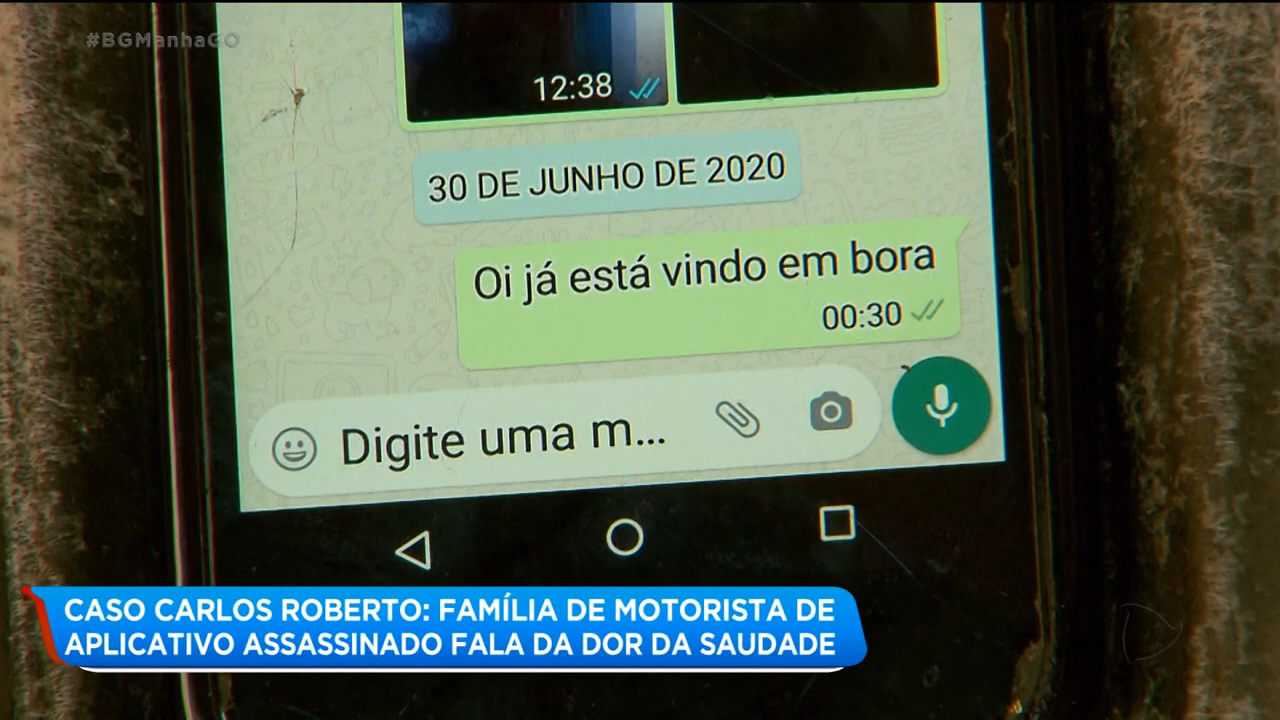 #BGManhaGO
12:38
30 DE JUNHO DE 2020
Oi já está vindo em bora
00:30
Digite uma m...
CASO CARLOS ROBERTO: FAMÍLIA DE MOTORISTA DE
APLICATIVO ASSASSINADO FALA DA DOR DA SAUDADE